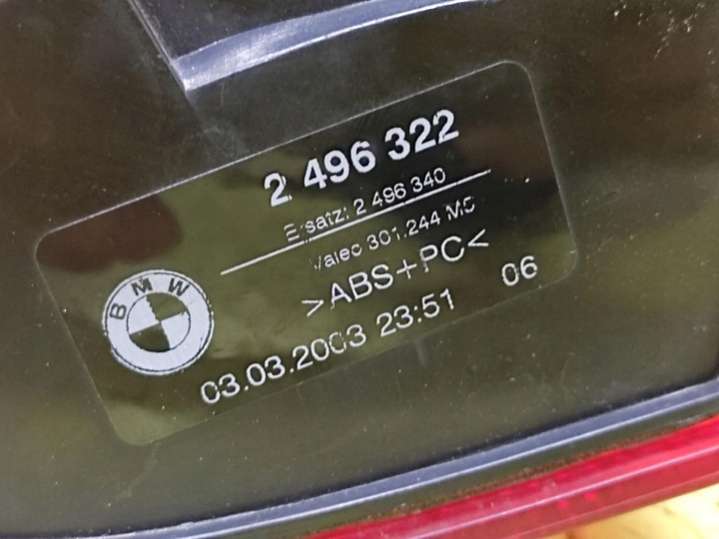 2 496 322
Ersatz: 2 496 340
Valeo 301.244 MC
>ABS+PC<
BMW
03.03.2003 23:51 06